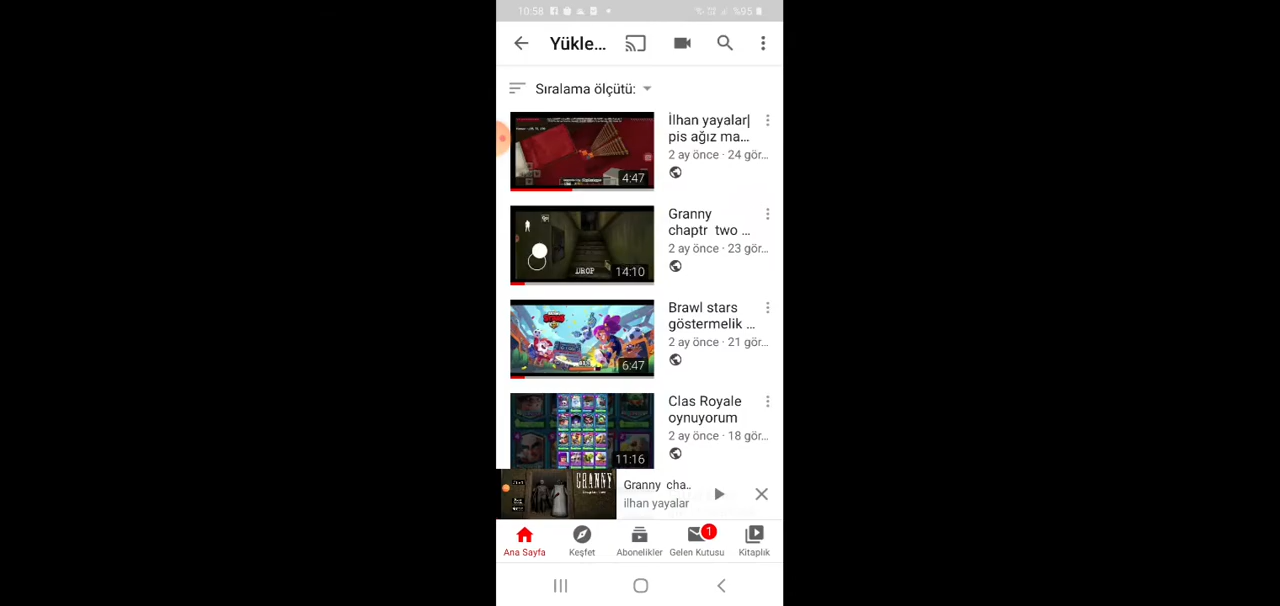 10:58
%95
Yükle...
Sıralama ölçütü:
İlhan yayalar|
pis ağız ma...
2 ay önce · 24 gör...
4:47
Granny
chaptr two ...
2 ay önce · 23 gör...
DROP
14:10
Brawl stars
göstermelik ...
2 ay önce · 21 gör...
6:47
Clas Royale
oynuyorum
2 ay önce · 18 gör...
11:16
GRANNY
Granny cha..
ilhan yayalar
1
Ana Sayfa
Keşfet
Abonelikler
Gelen Kutusu
Kitaplık